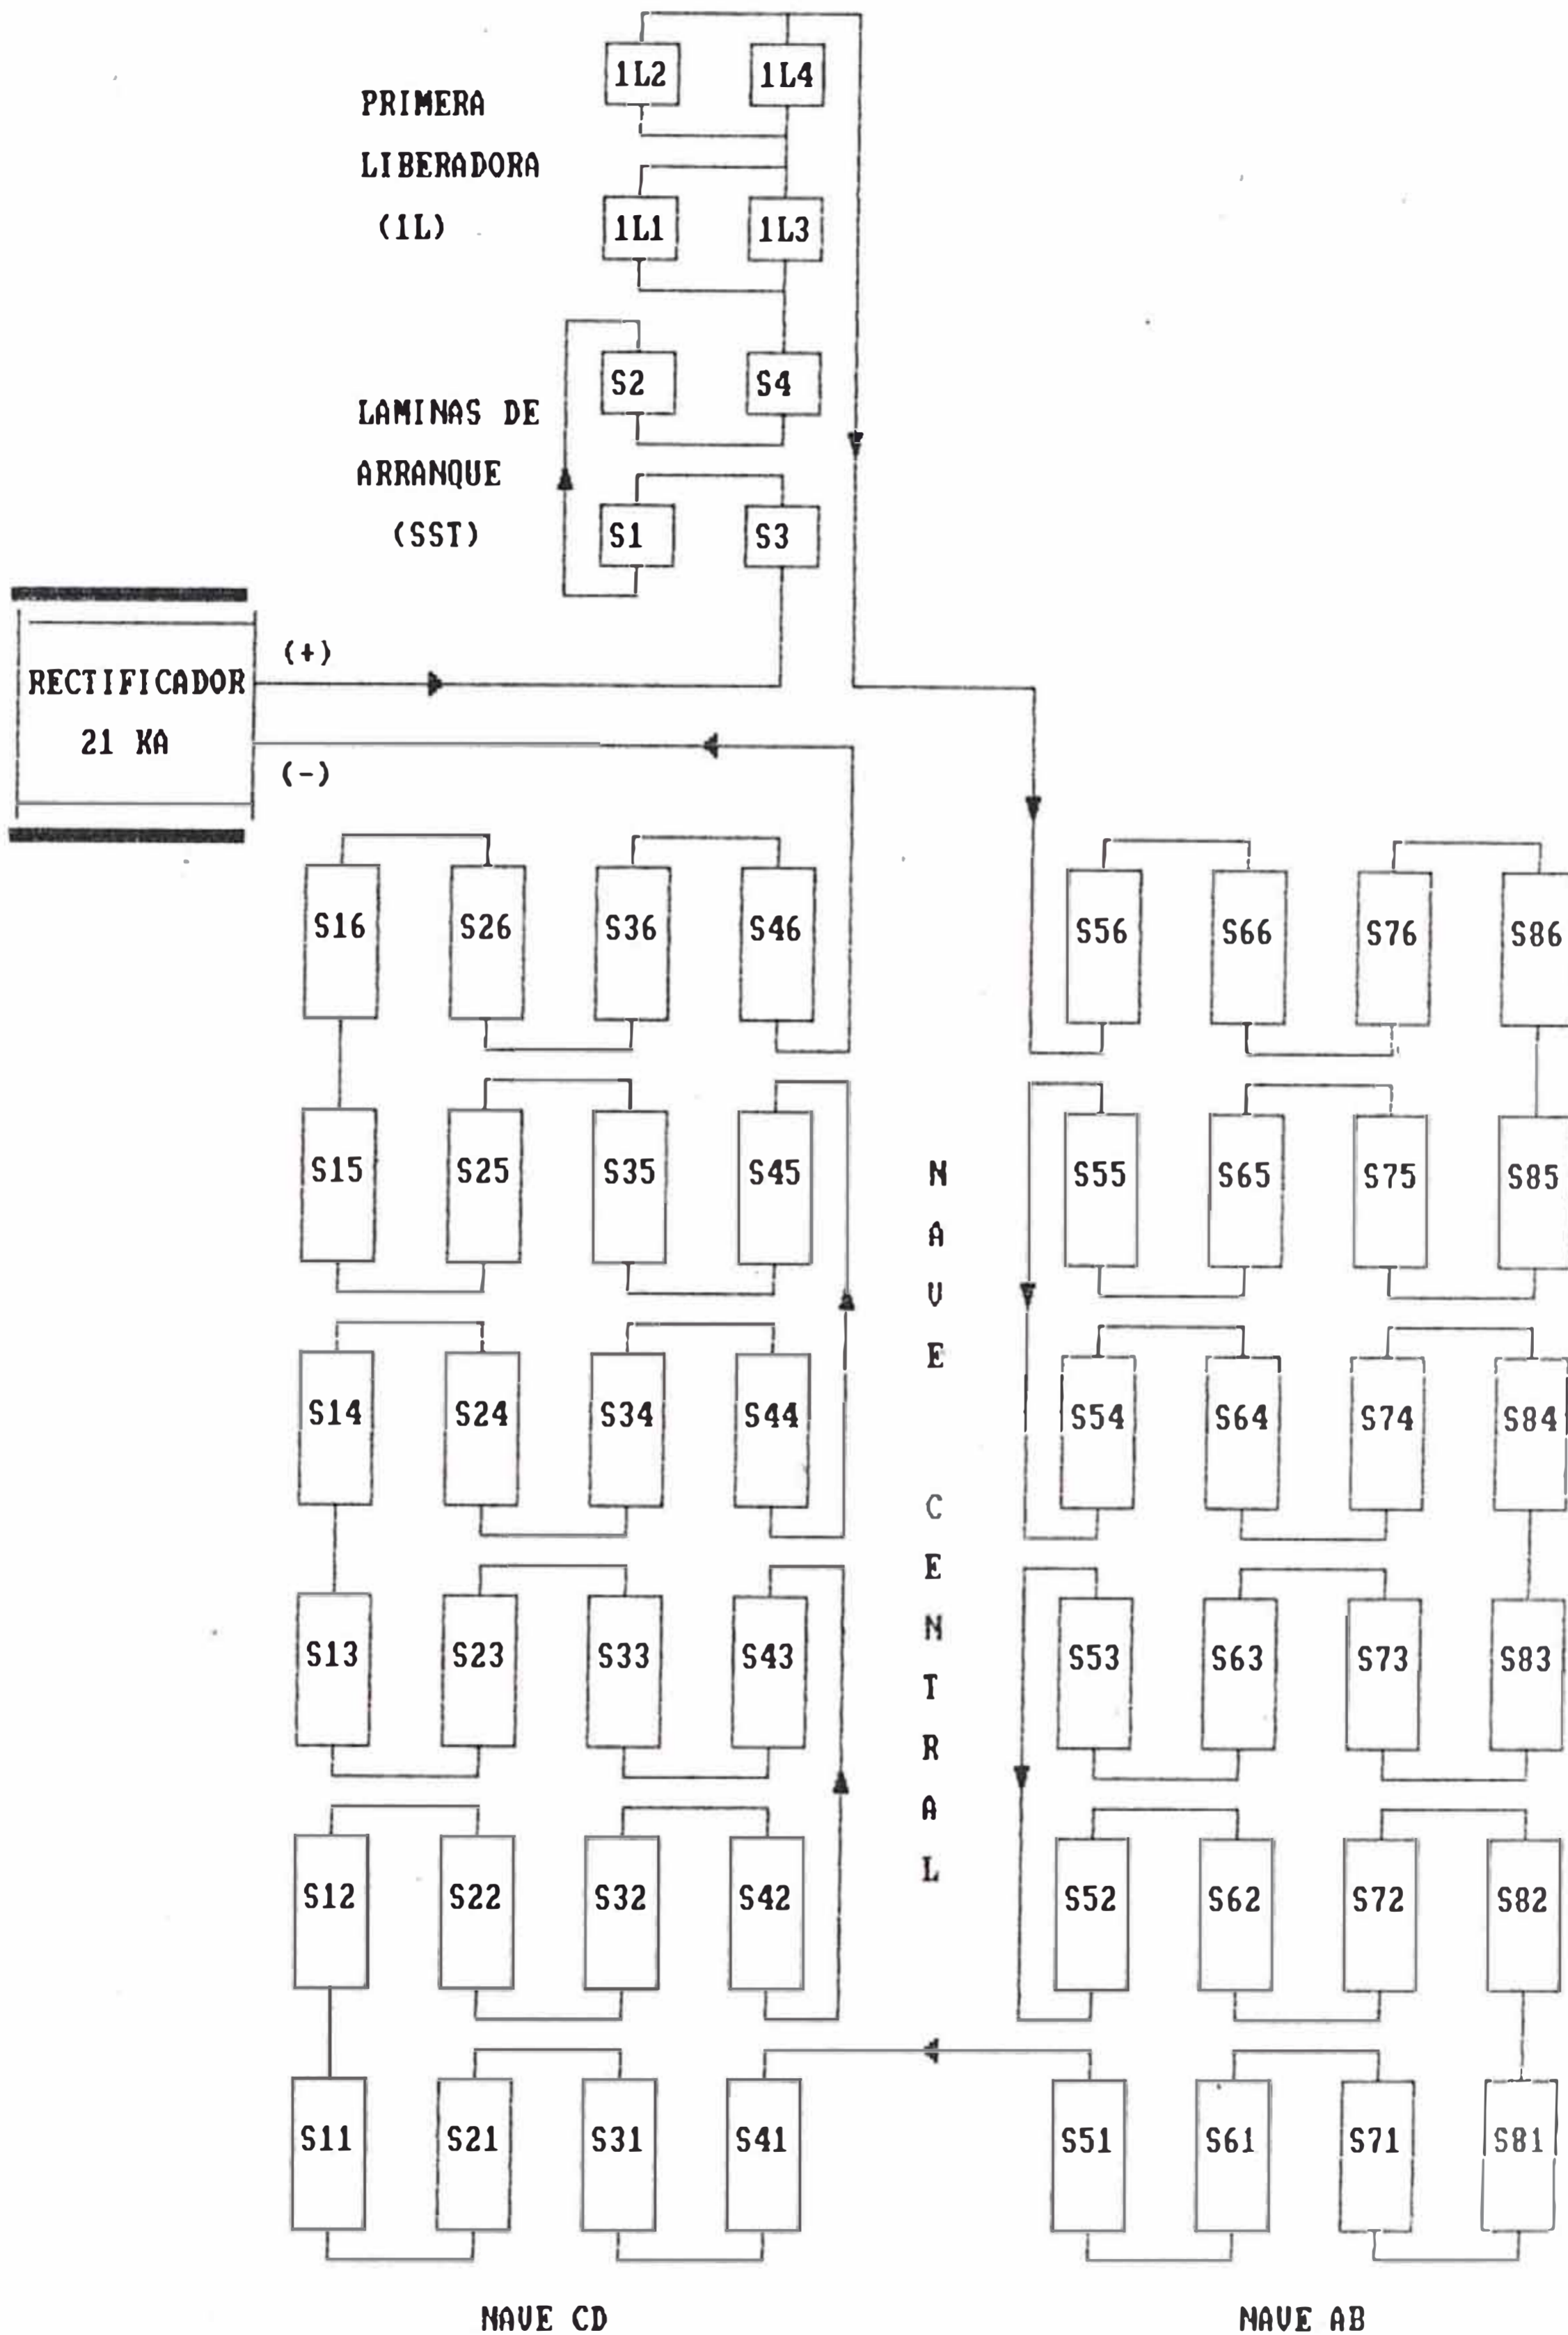 1L2 1L4
PRIMERA
LIBERADORA
(1L)
1L1 1L3
S2 S4
LAMINAS DE
ARRANQUE
(SST)
S1 S3
(+)
RECTIFICADOR
21 KA
(-)
S16 S26 S36 S46 S56 S66 S76 S86
S15 S25 S35 S45 S55 S65 S75 S85
S14 S24 S34 S44 S54 S64 S74 S84
S13 S23 S33 S43 S53 S63 S73 S83
S12 S22 S32 S42 S52 S62 S72 S82
S11 S21 S31 S41 S51 S61 S71 S81
NAVE CENTRAL
NAVE CD NAVE AB